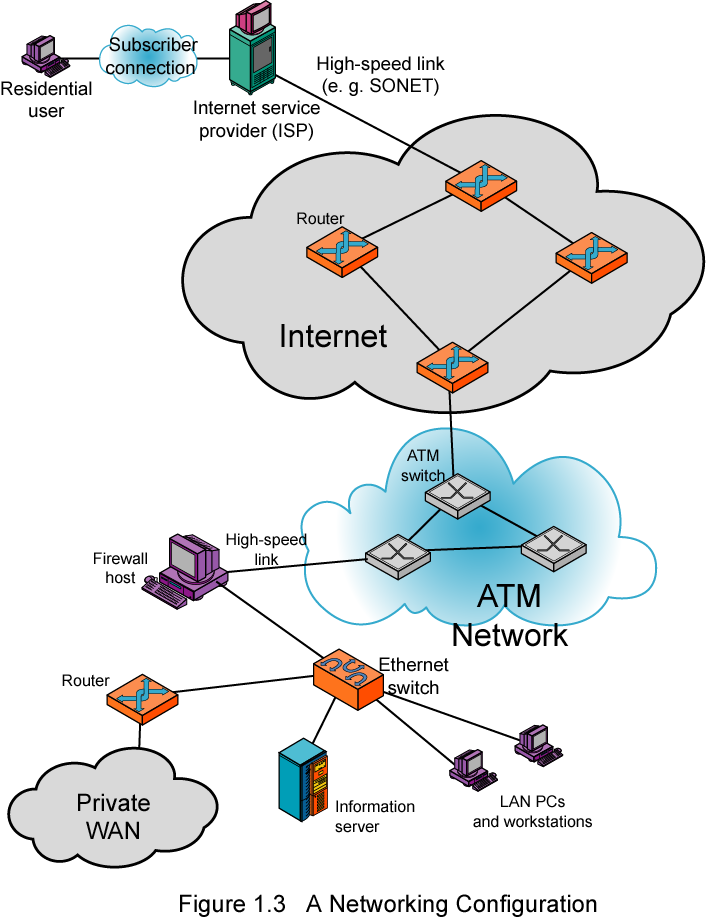 Subscriber
connection
Residential
user
Internet service
provider (ISP)
High-speed link
(e. g. SONET)
Router
Internet
ATM
switch
High-speed
link
Firewall
host
ATM
Network
Ethernet
switch
Router
Private
WAN
Information
server
LAN PCs
and workstations
Figure 1.3 A Networking Configuration